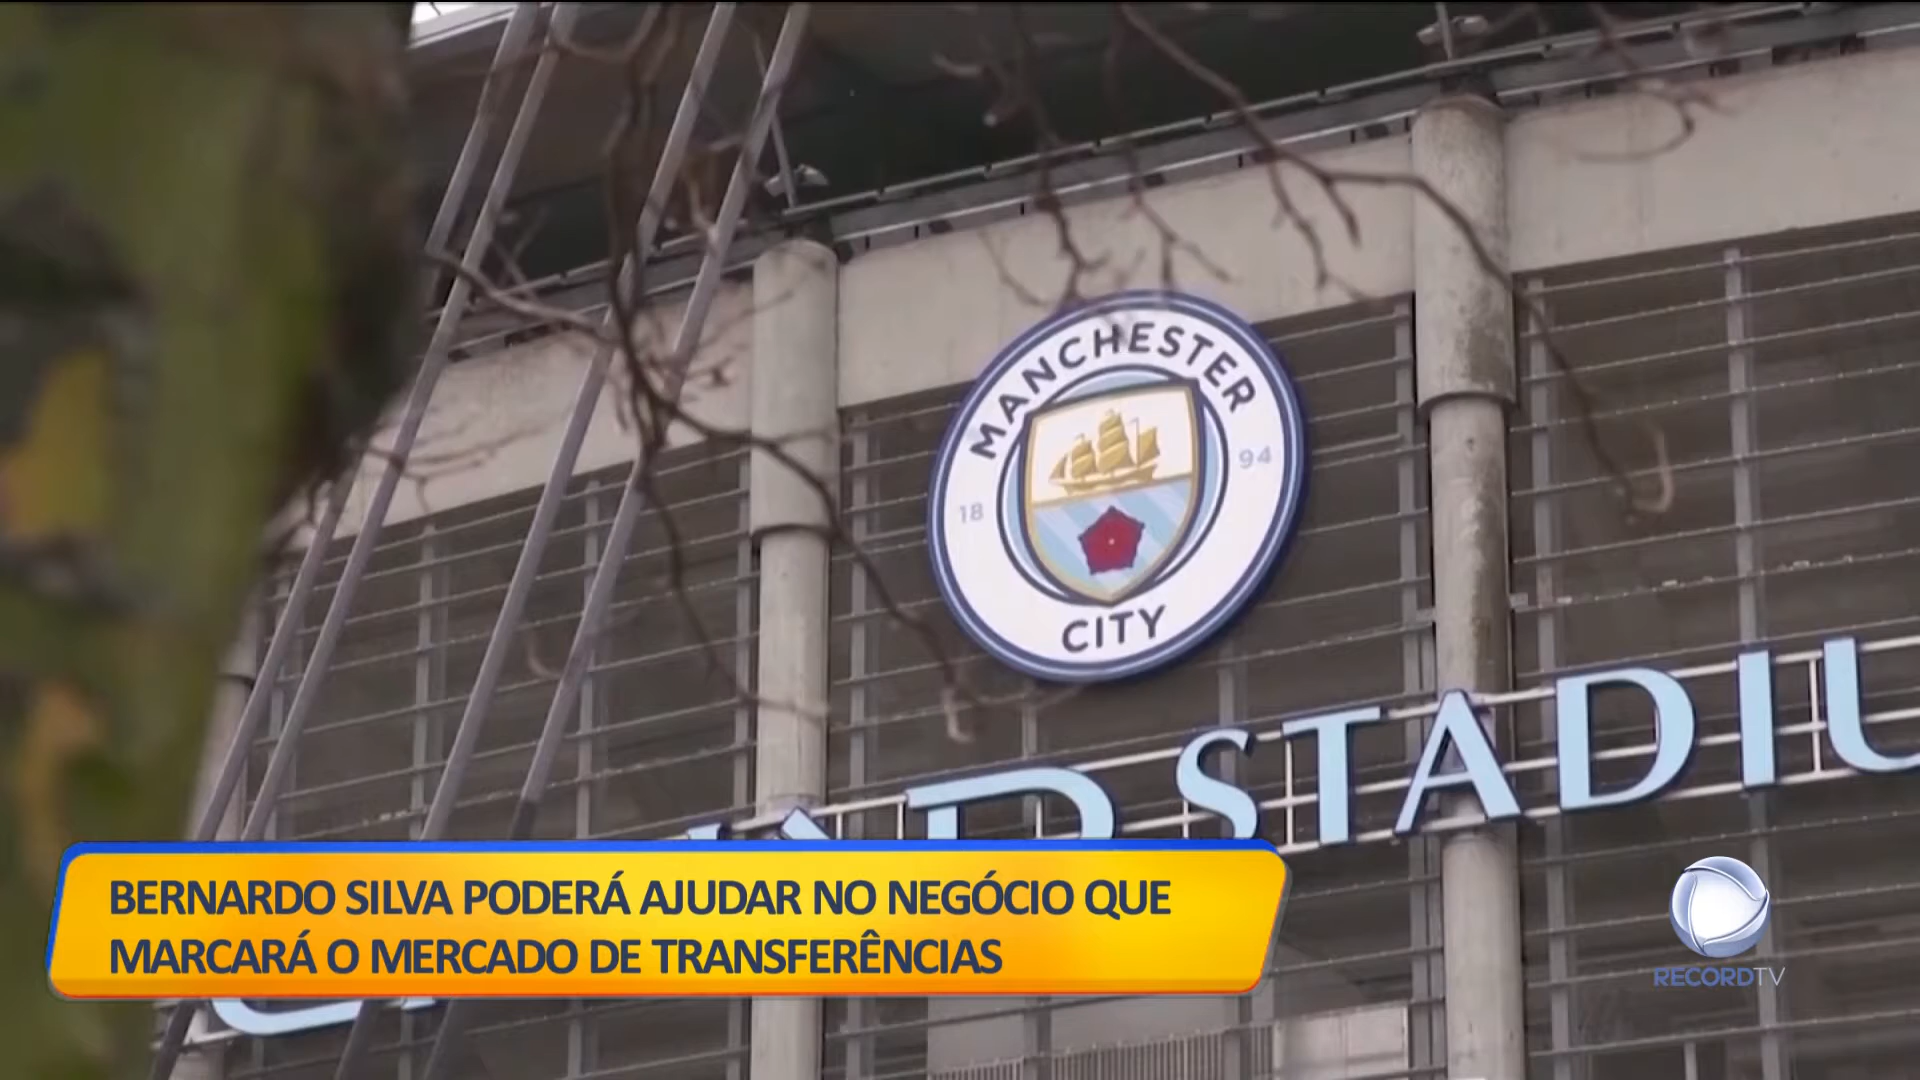 MANCHESTER
18 94
CITY
STADIU
BERNARDO SILVA PODERÁ AJUDAR NO NEGÓCIO QUE
MARCARÁ O MERCADO DE TRANSFERÊNCIAS
RECORDTV